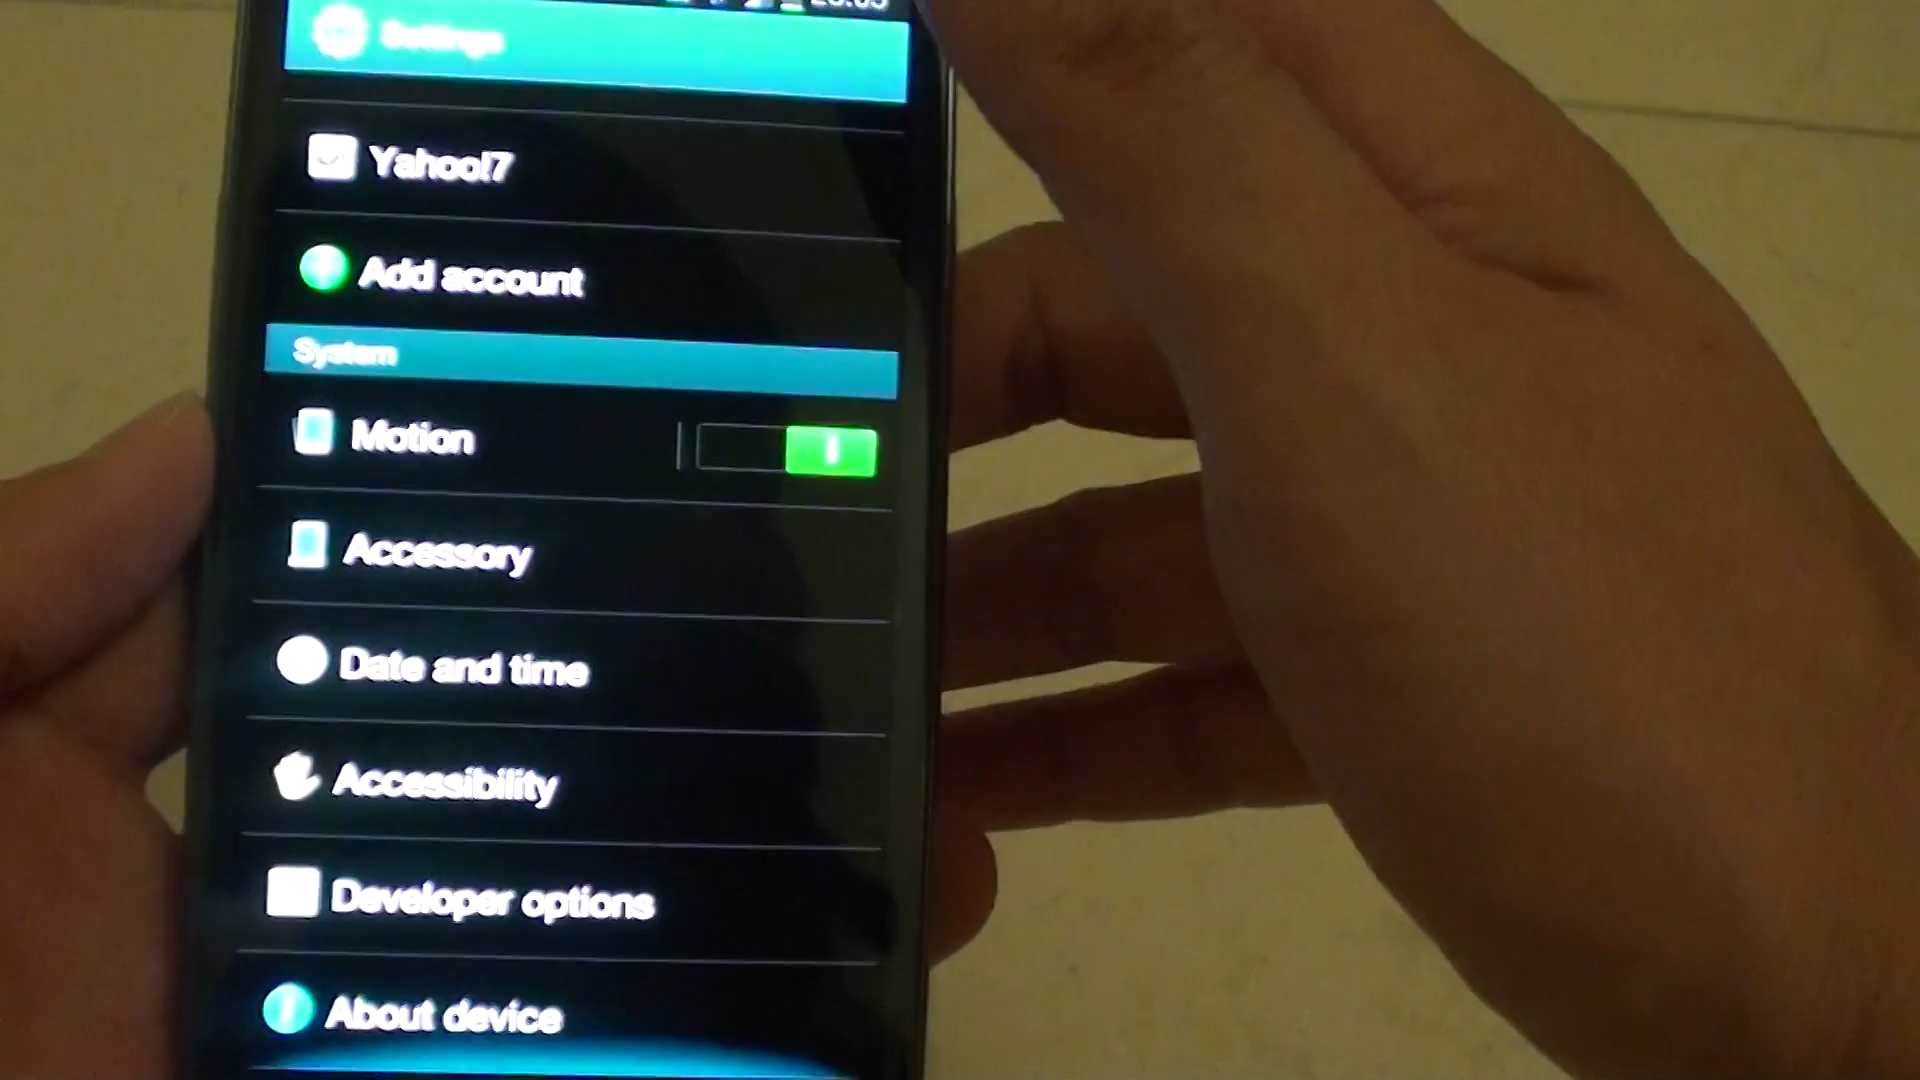 Settings
Yahoo!7
Add account
System
Motion
Accessory
Date and time
Accessibility
Developer options
About device